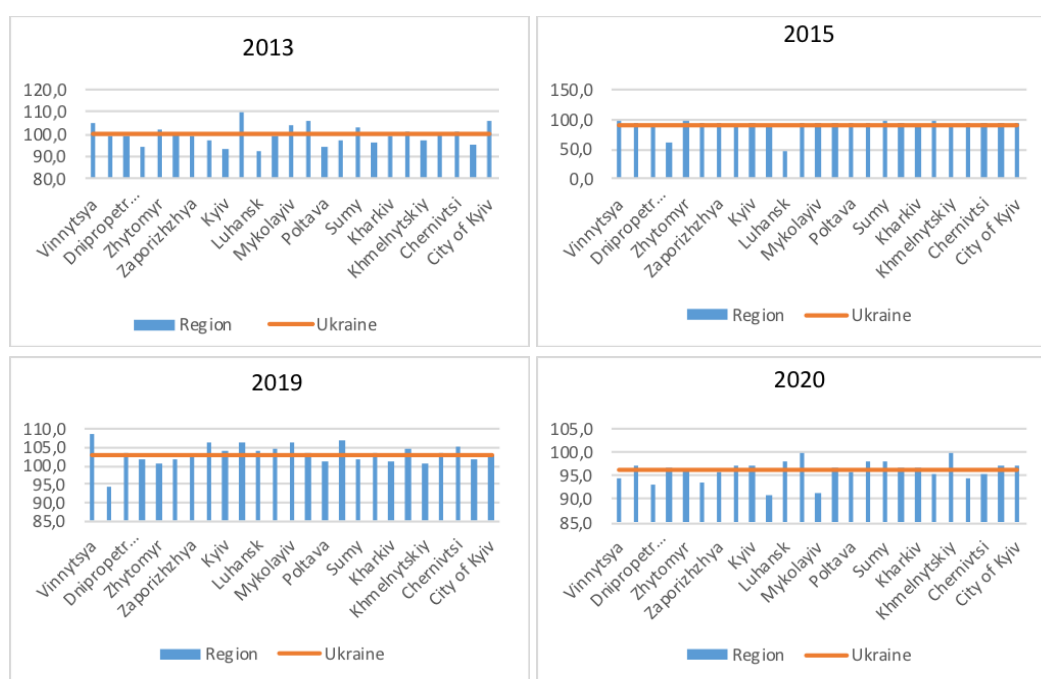 2013
120,0
110,0
100,0
90,0
80,0
Vinnytsya
Dnipropetr...
Zhytomyr
Zaporizhzhya
Kyiv
Luhansk
Mykolayiv
Poltava
Sumy
Kharkiv
Khmelnytskiy
Chernivtsi
City of Kyiv
Region
Ukraine
2015
150,0
100,0
50,0
0,0
Vinnytsya
Dnipropetr...
Zhytomyr
Zaporizhzhya
Kyiv
Luhansk
Mykolayiv
Poltava
Sumy
Kharkiv
Khmelnytskiy
Chernivtsi
City of Kyiv
Region
Ukraine
2019
110,0
105,0
100,0
95,0
90,0
85,0
Vinnytsya
Dnipropetr...
Zhytomyr
Zaporizhzhya
Kyiv
Luhansk
Mykolayiv
Poltava
Sumy
Kharkiv
Khmelnytskiy
Chernivtsi
City of Kyiv
Region
Ukraine
2020
105,0
100,0
95,0
90,0
85,0
Vinnytsya
Dnipropetr...
Zhytomyr
Zaporizhzhya
Kyiv
Luhansk
Mykolayiv
Poltava
Sumy
Kharkiv
Khmelnytskiy
Chernivtsi
City of Kyiv
Region
Ukraine